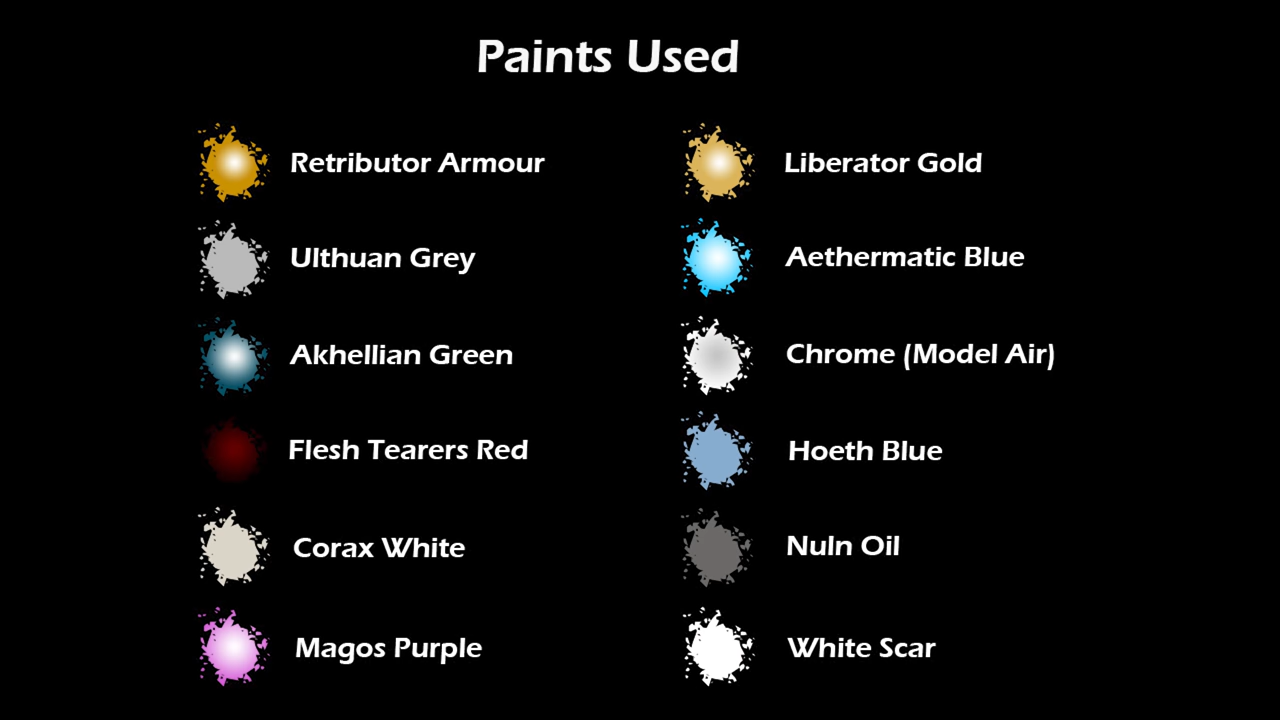 Paints Used
Retributor Armour
Liberator Gold
Ulthuan Grey
Aethermatic Blue
Akhellian Green
Chrome (Model Air)
Flesh Tearers Red
Hoeth Blue
Corax White
Nuln Oil
Magos Purple
White Scar